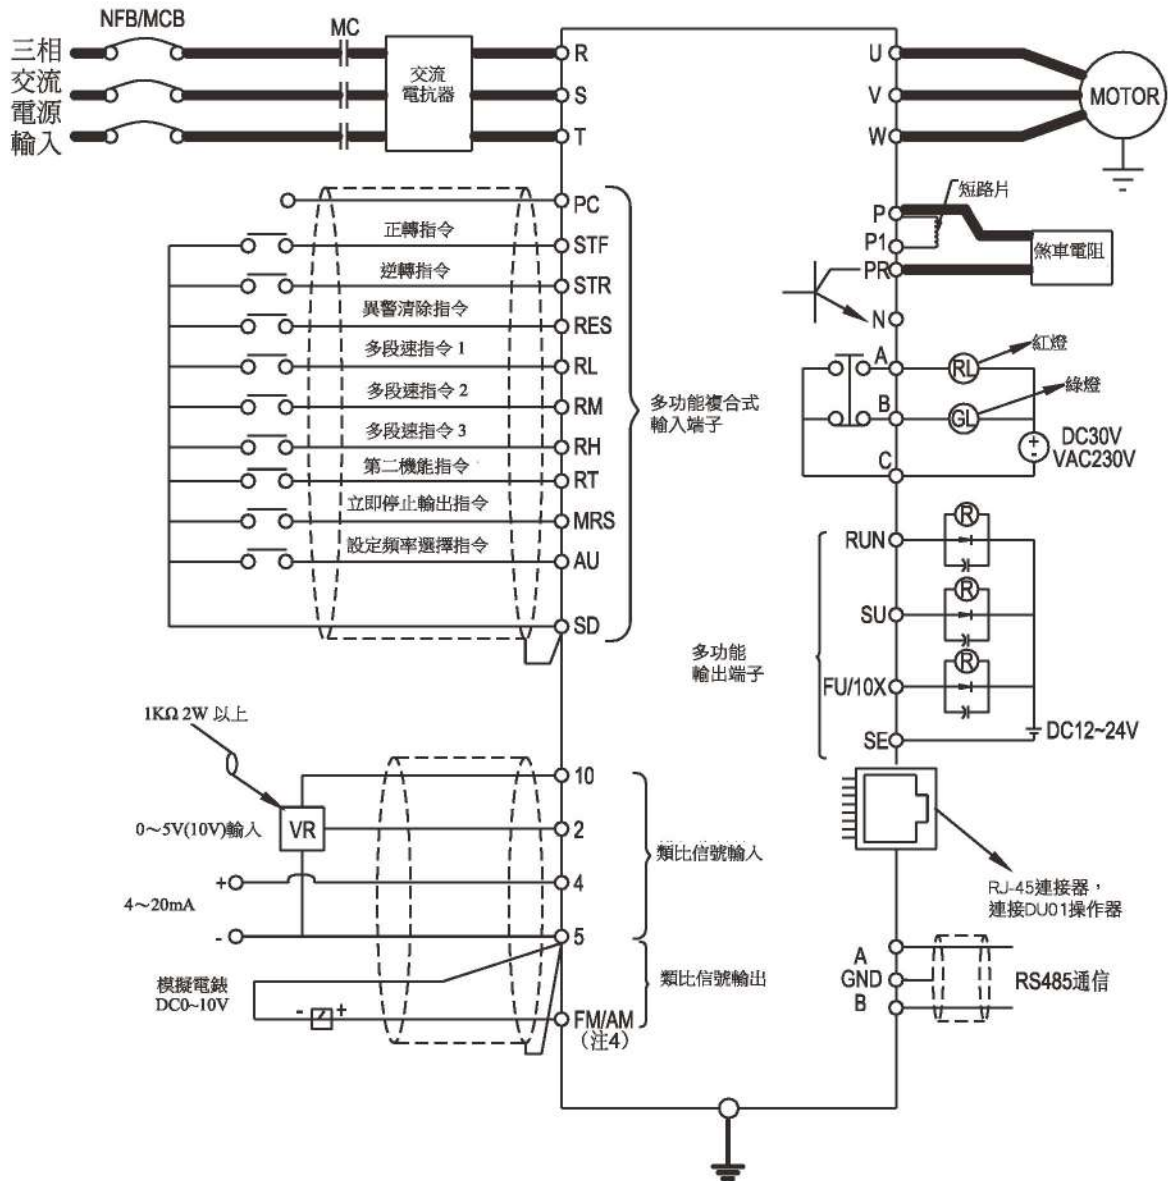 NFB/MCB
MC
三相
交流
電源
輸入
交流
電抗器
R
S
T
U
V
W
MOTOR
PC
正轉指令
STF
逆轉指令
STR
異警清除指令
RES
多段速指令 1
RL
多段速指令 2
RM
多段速指令 3
RH
第二機能指令
RT
立即停止輸出指令
MRS
設定頻率選擇指令
AU
SD
多功能複合式
輸入端子
短路片
P
P1
PR
N
煞車電阻
A
RL
紅燈
B
GL
綠燈
C
+
-
DC30V
VAC230V
RUN
R
SU
R
FU/10X
R
SE
DC12~24V
多功能
輸出端子
1KΩ 2W 以上
VR
0～5V(10V)輸入
10
2
+
4
4～20mA
-
5
類比信號輸入
模擬電錶
DC0~10V
- +
FM/AM
（注4）
類比信號輸出
RJ-45連接器，
連接DU01操作器
A
GND
B
RS485通信